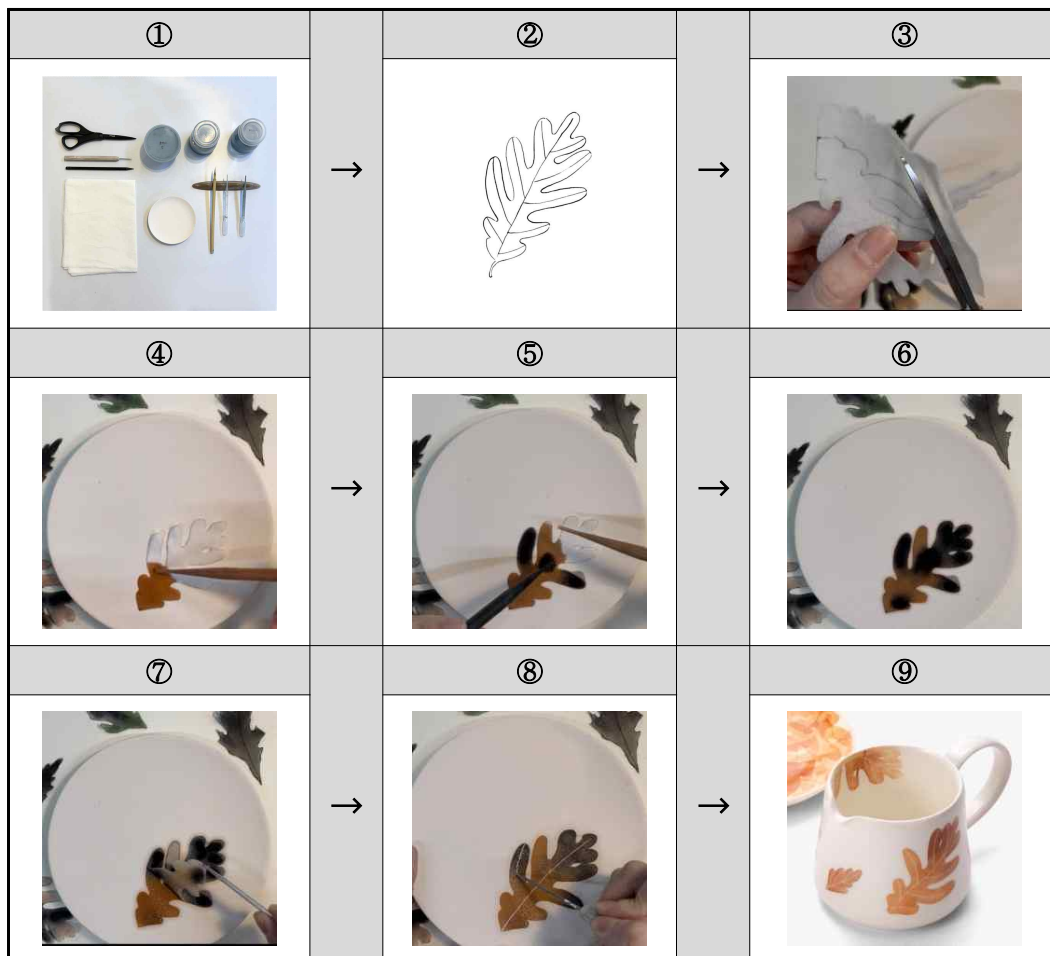 ① ② ③
→ →
④ ⑤ ⑥
→ →
⑦ ⑧ ⑨
→ →